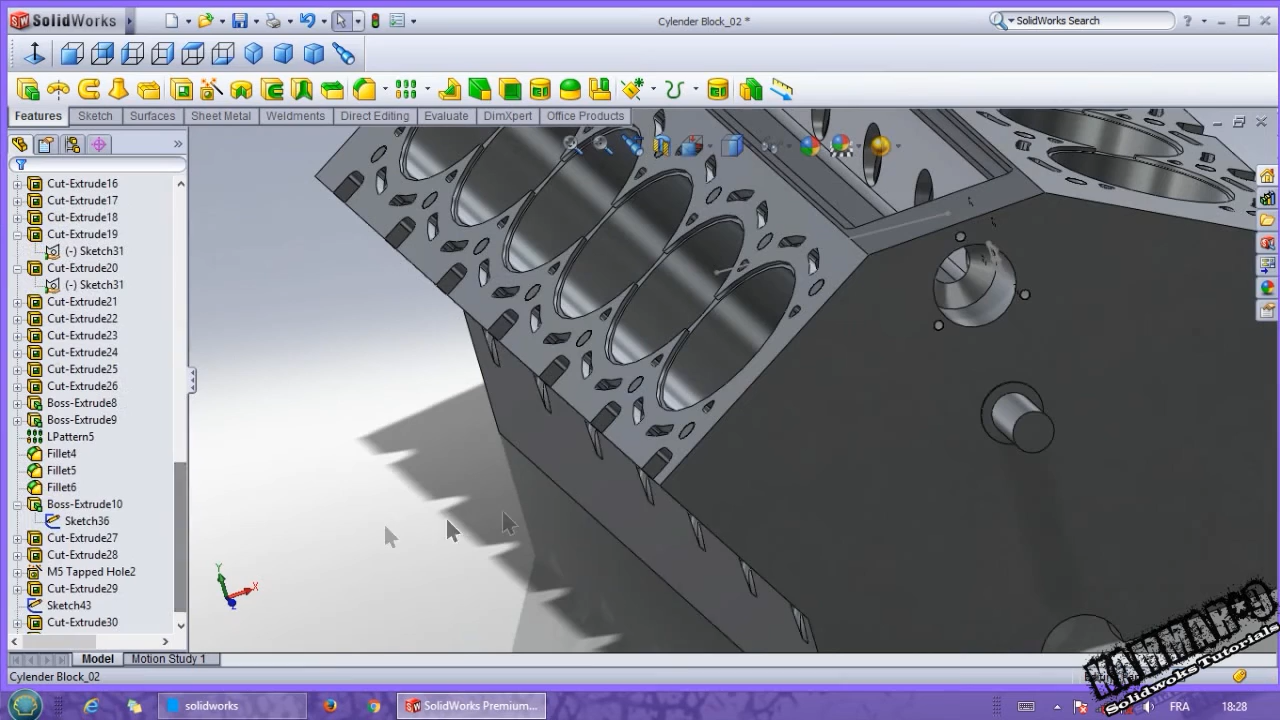 SolidWorks
Cylender Block_02 *
SolidWorks Search
Features
Sketch
Surfaces
Sheet Metal
Weldments
Direct Editing
Evaluate
DimXpert
Office Products
Cut-Extrude16
Cut-Extrude17
Cut-Extrude18
Cut-Extrude19
(-) Sketch31
Cut-Extrude20
(-) Sketch31
Cut-Extrude21
Cut-Extrude22
Cut-Extrude23
Cut-Extrude24
Cut-Extrude25
Cut-Extrude26
Boss-Extrude8
Boss-Extrude9
LPattern5
Fillet4
Fillet5
Fillet6
Boss-Extrude10
Sketch36
Cut-Extrude27
Cut-Extrude28
M5 Tapped Hole2
Cut-Extrude29
Sketch43
Cut-Extrude30
Y
X
Z
Model
Motion Study 1
Cylender Block_02
Solidwoks Tutorials
solidworks
SolidWorks Premium...
FR
18:28